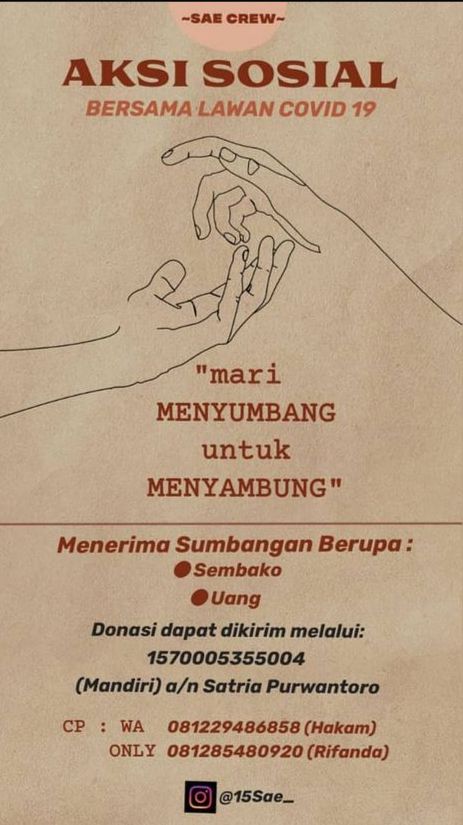 ~SAE CREW~
AKSI SOSIAL
BERSAMA LAWAN COVID 19
"mari
MENYUMBANG
untuk
MENYAMBUNG"
Menerima Sumbangan Berupa :
Sembako
Uang
Donasi dapat dikirim melalui:
1570005355004
(Mandiri) a/n Satria Purwantoro
CP : WA 081229486858 (Hakam)
ONLY 081285480920 (Rifanda)
@15Sae_